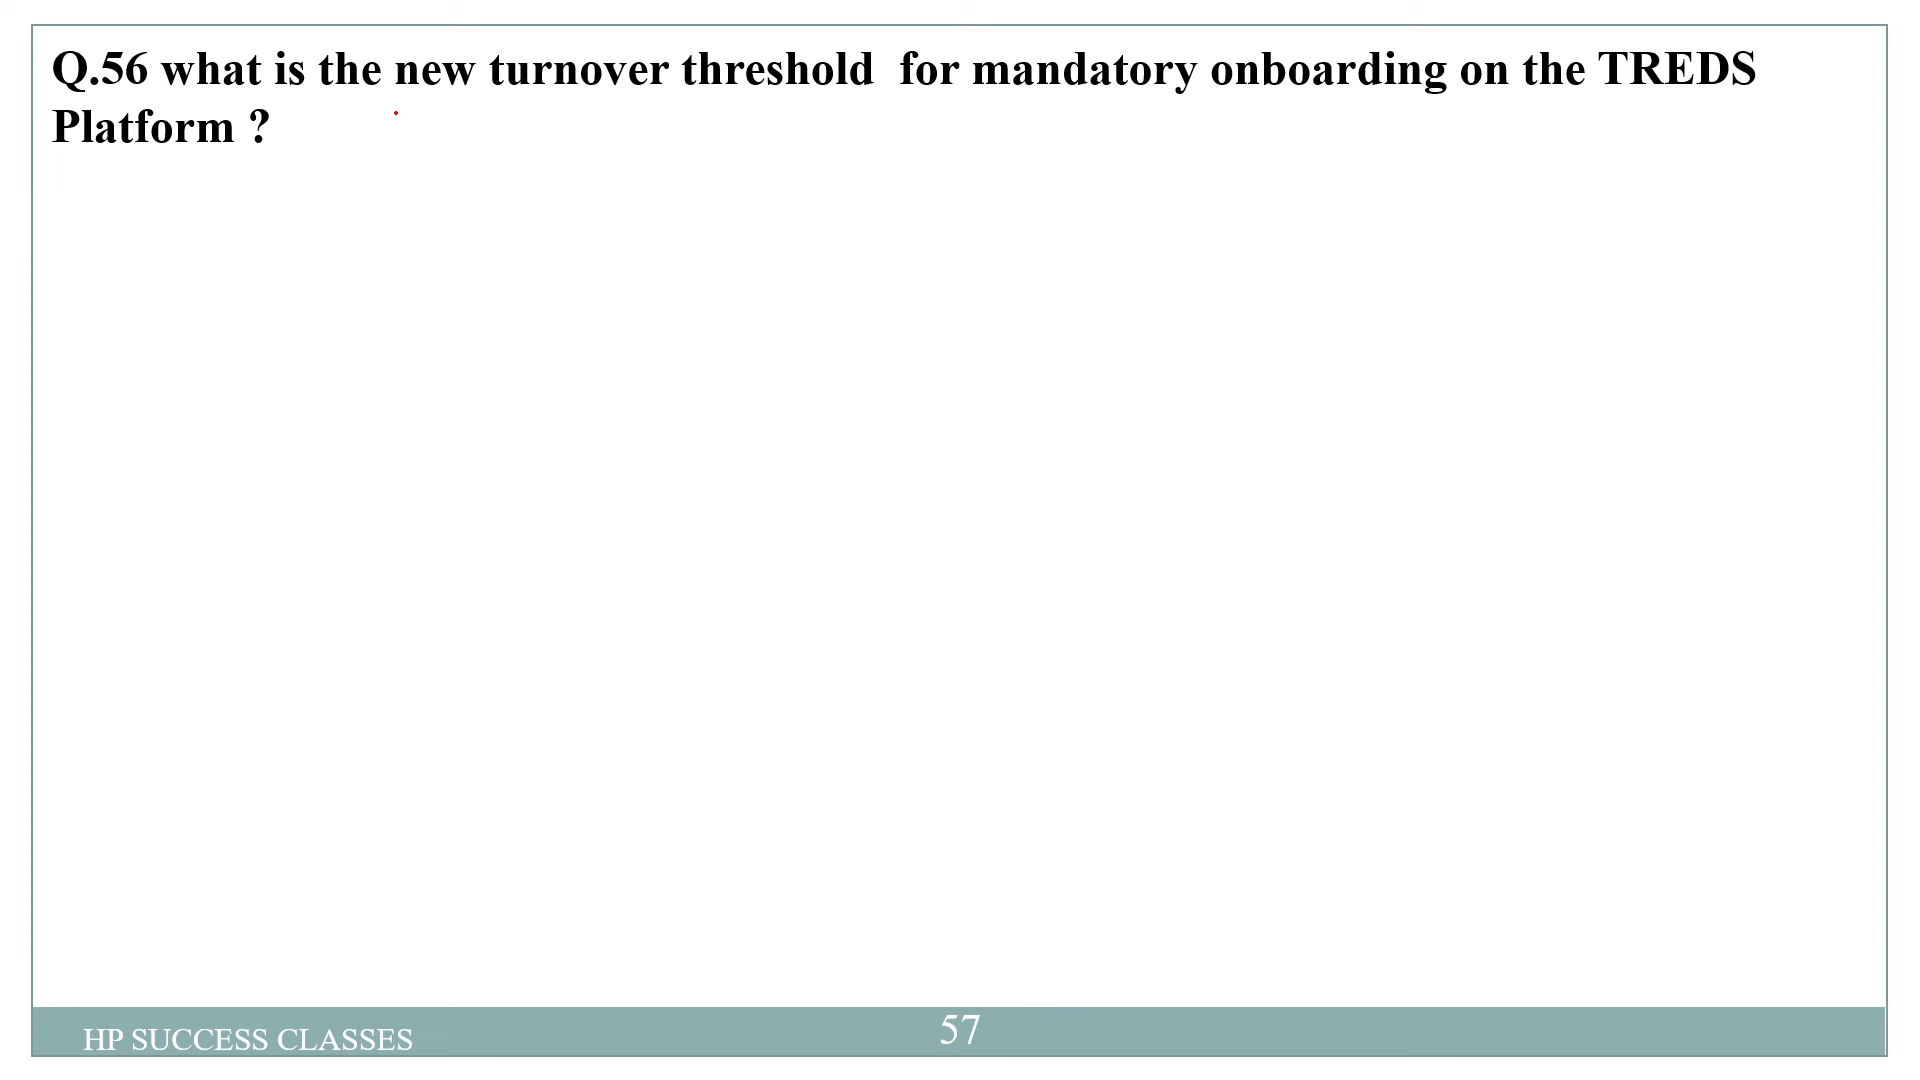 Q.56 what is the new turnover threshold  for mandatory onboarding on the TREDS
Platform ?
HP SUCCESS CLASSES
57